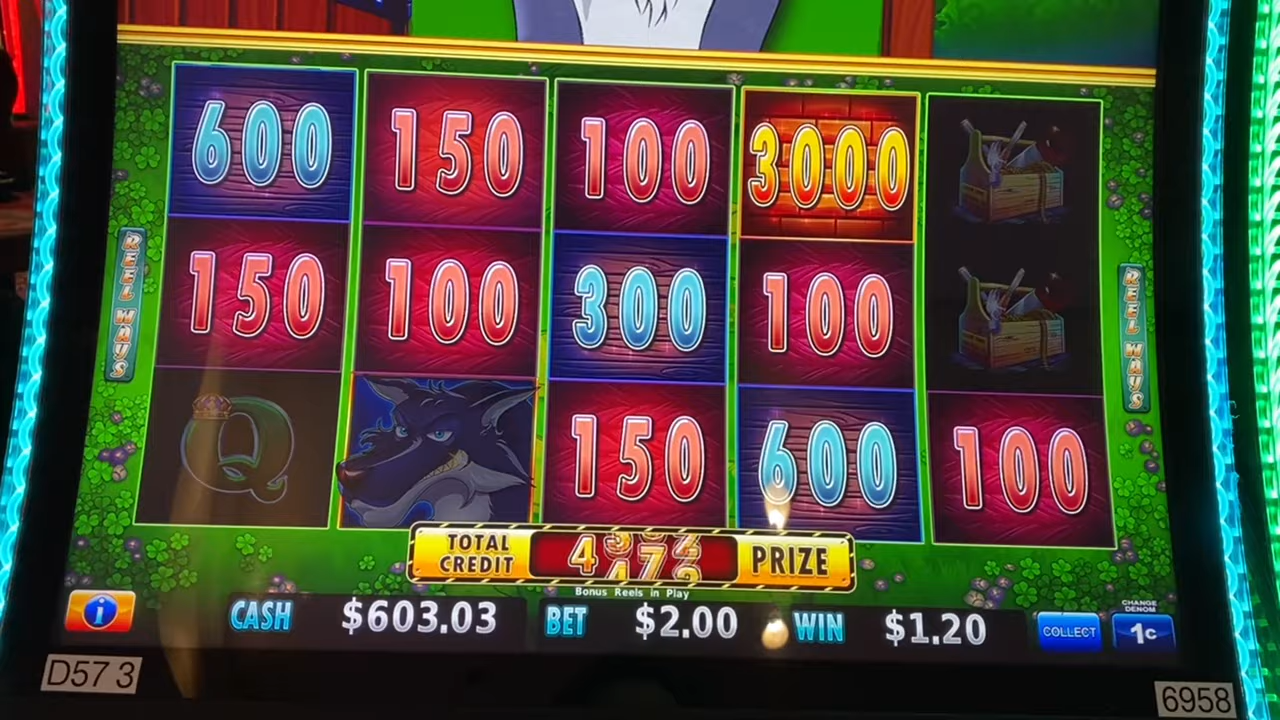 600 150 100 3000
150 100 300 100
Q 150 600 100
REEL WAYS
REEL WAYS
TOTAL CREDIT PRIZE
Bonus Reels in Play
CASH $603.03 BET $2.00 WIN $1.20
COLLECT
CHANGE DENOM
1¢
D57 3
6958